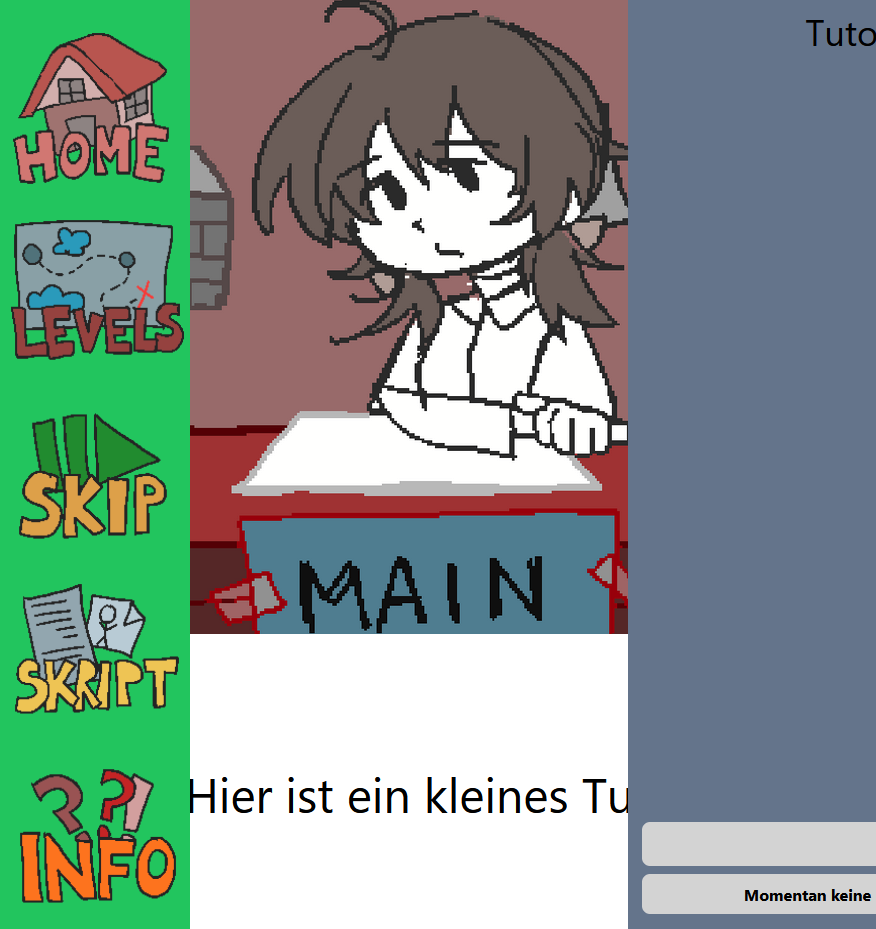 HOME
LEVELS
SKIP
SKRIPT
INFO
MAIN
Hier ist ein kleines Tu
Tuto
Momentan keine